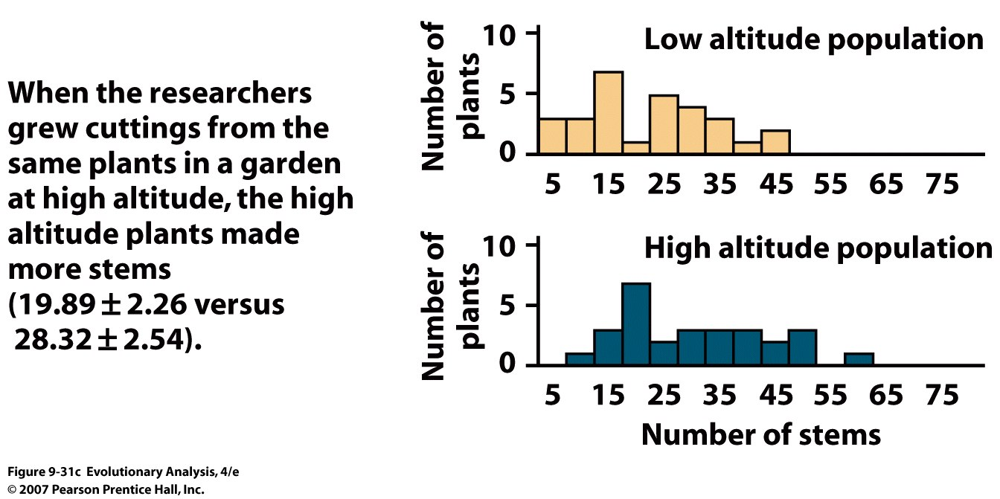 When the researchers
grew cuttings from the
same plants in a garden
at high altitude, the high
altitude plants made
more stems
(19.89 ± 2.26 versus
28.32 ± 2.54).
Number of
plants
10
5
0
Low altitude population
5 15 25 35 45 55 65 75
Number of
plants
10
5
0
High altitude population
5 15 25 35 45 55 65 75
Number of stems
Figure 9-31c Evolutionary Analysis, 4/e
© 2007 Pearson Prentice Hall, Inc.